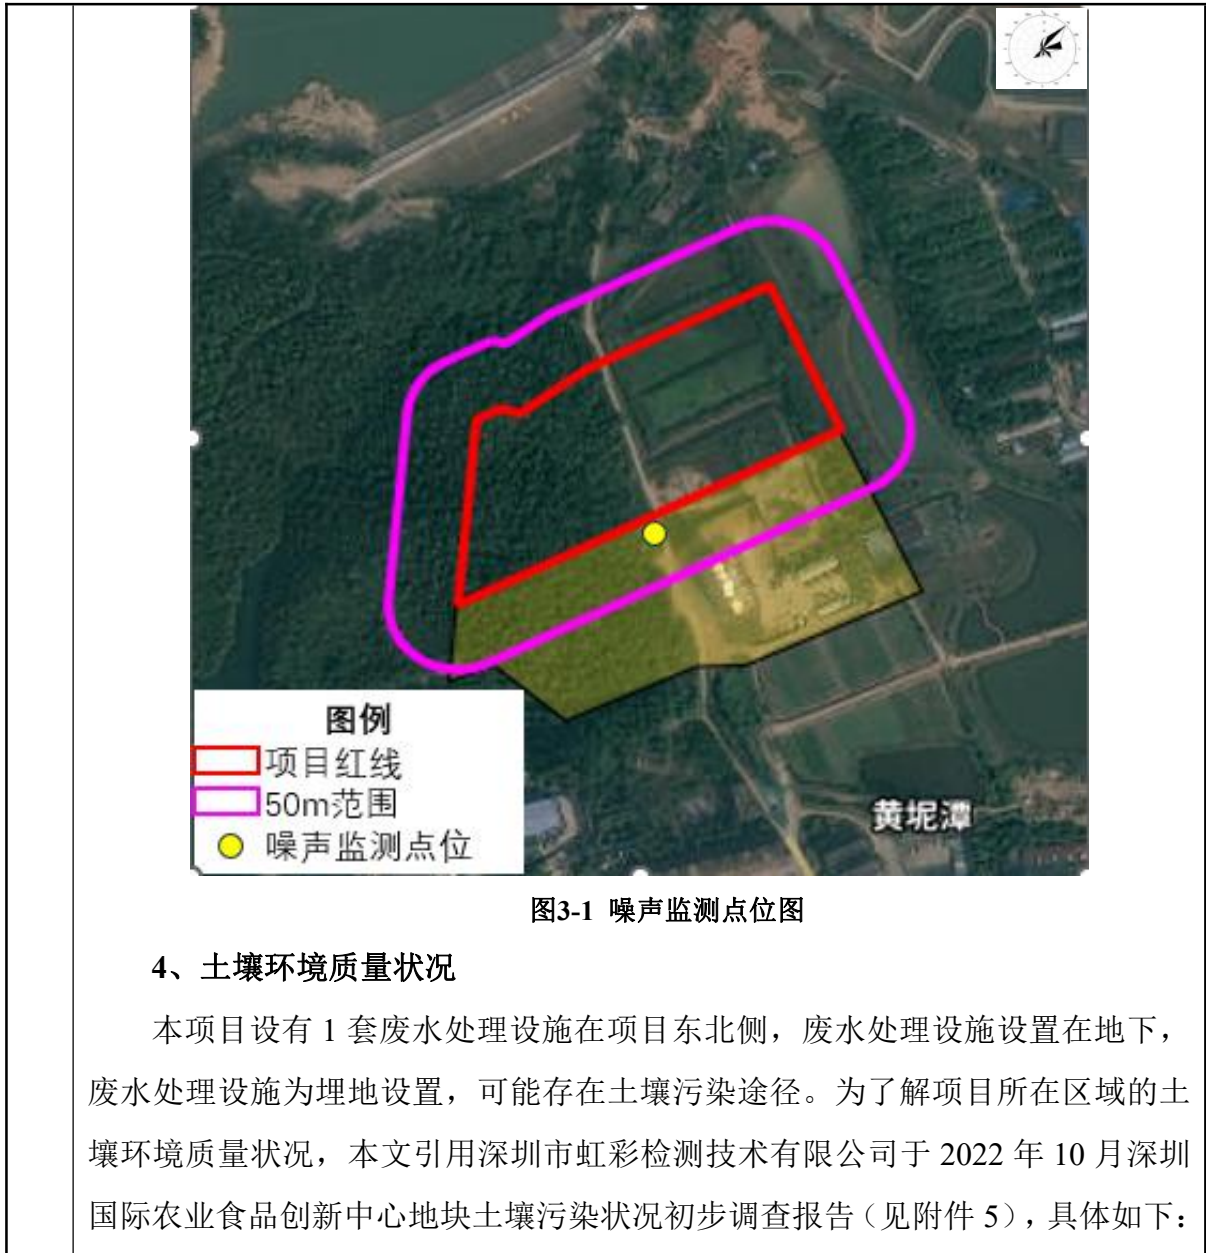 黄坭潭
图例
项目红线
50m范围
噪声监测点位
图3-1 噪声监测点位图
4、土壤环境质量状况
本项目设有 1 套废水处理设施在项目东北侧，废水处理设施设置在地下，
废水处理设施为埋地设置，可能存在土壤污染途径。为了解项目所在区域的土
壤环境质量状况，本文引用深圳市虹彩检测技术有限公司于 2022 年 10 月深圳
国际农业食品创新中心地块土壤污染状况初步调查报告（见附件 5），具体如下：